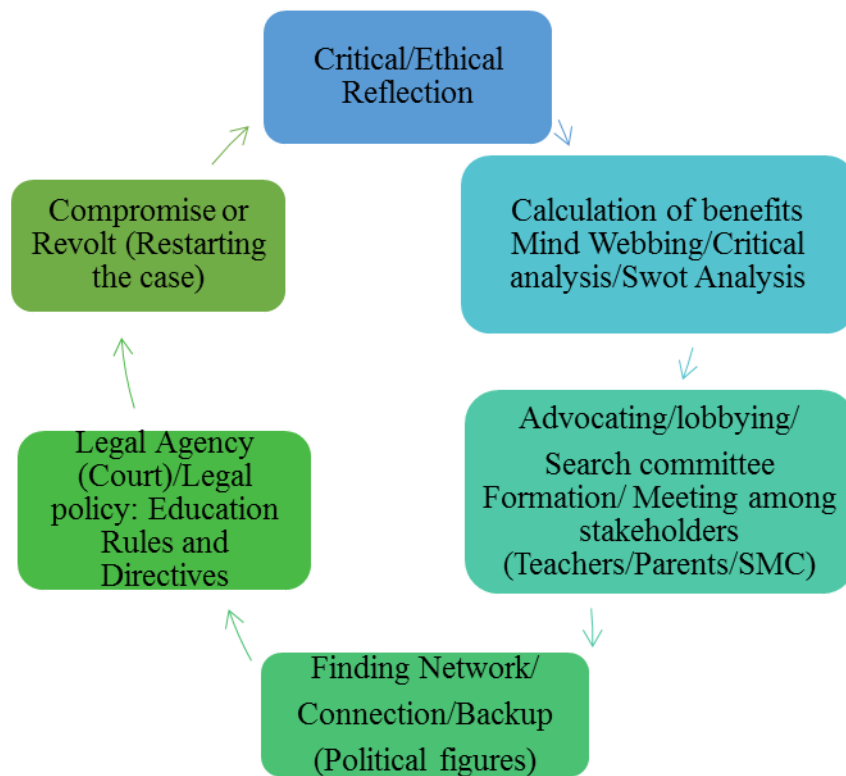 Critical/Ethical
Reflection
Calculation of benefits
Mind Webbing/Critical
analysis/Swot Analysis
Advocating/lobbying/
Search committee
Formation/ Meeting among
stakeholders
(Teachers/Parents/SMC)
Finding Network/
Connection/Backup
(Political figures)
Legal Agency
(Court)/Legal
policy: Education
Rules and
Directives
Compromise or
Revolt (Restarting
the case)